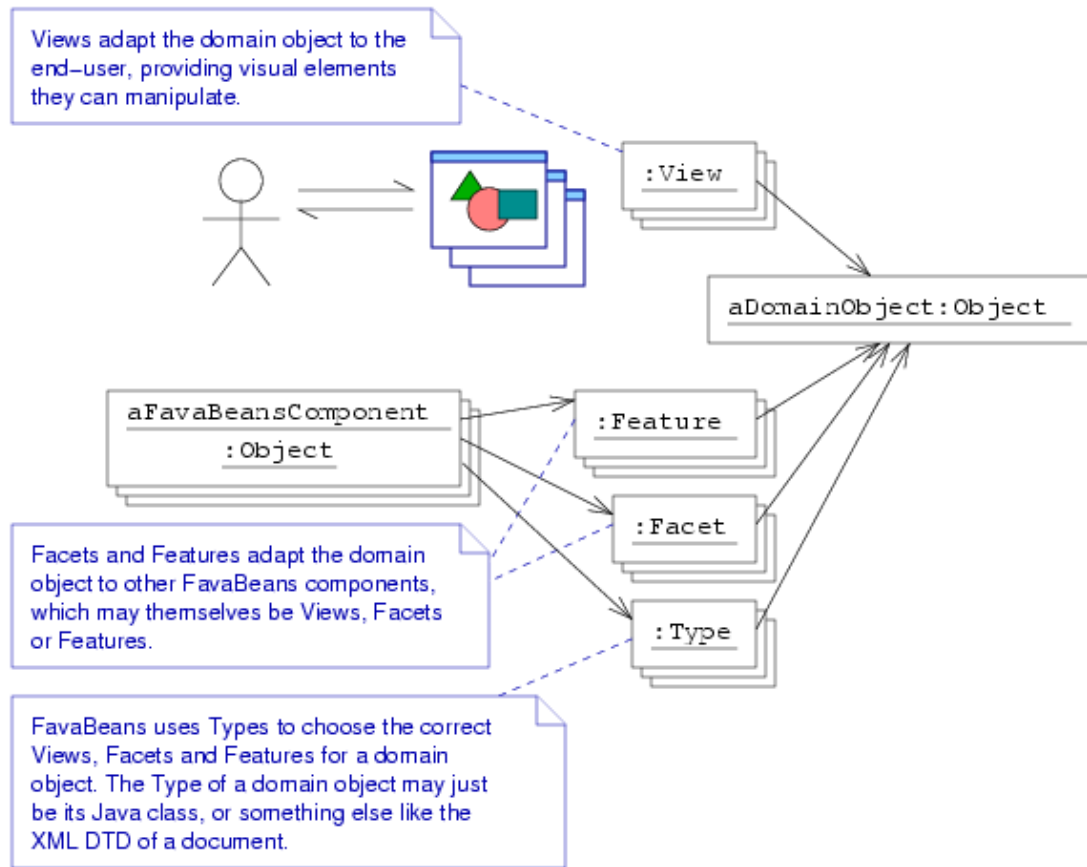 Views adapt the domain object to the
end–user, providing visual elements
they can manipulate.
:View
aDomainObject:Object
aFavaBeansComponent
:Object
:Feature
:Facet
:Type
Facets and Features adapt the domain
object to other FavaBeans components,
which may themselves be Views, Facets
or Features.
FavaBeans uses Types to choose the correct
Views, Facets and Features for a domain
object. The Type of a domain object may just
be its Java class, or something else like the
XML DTD of a document.